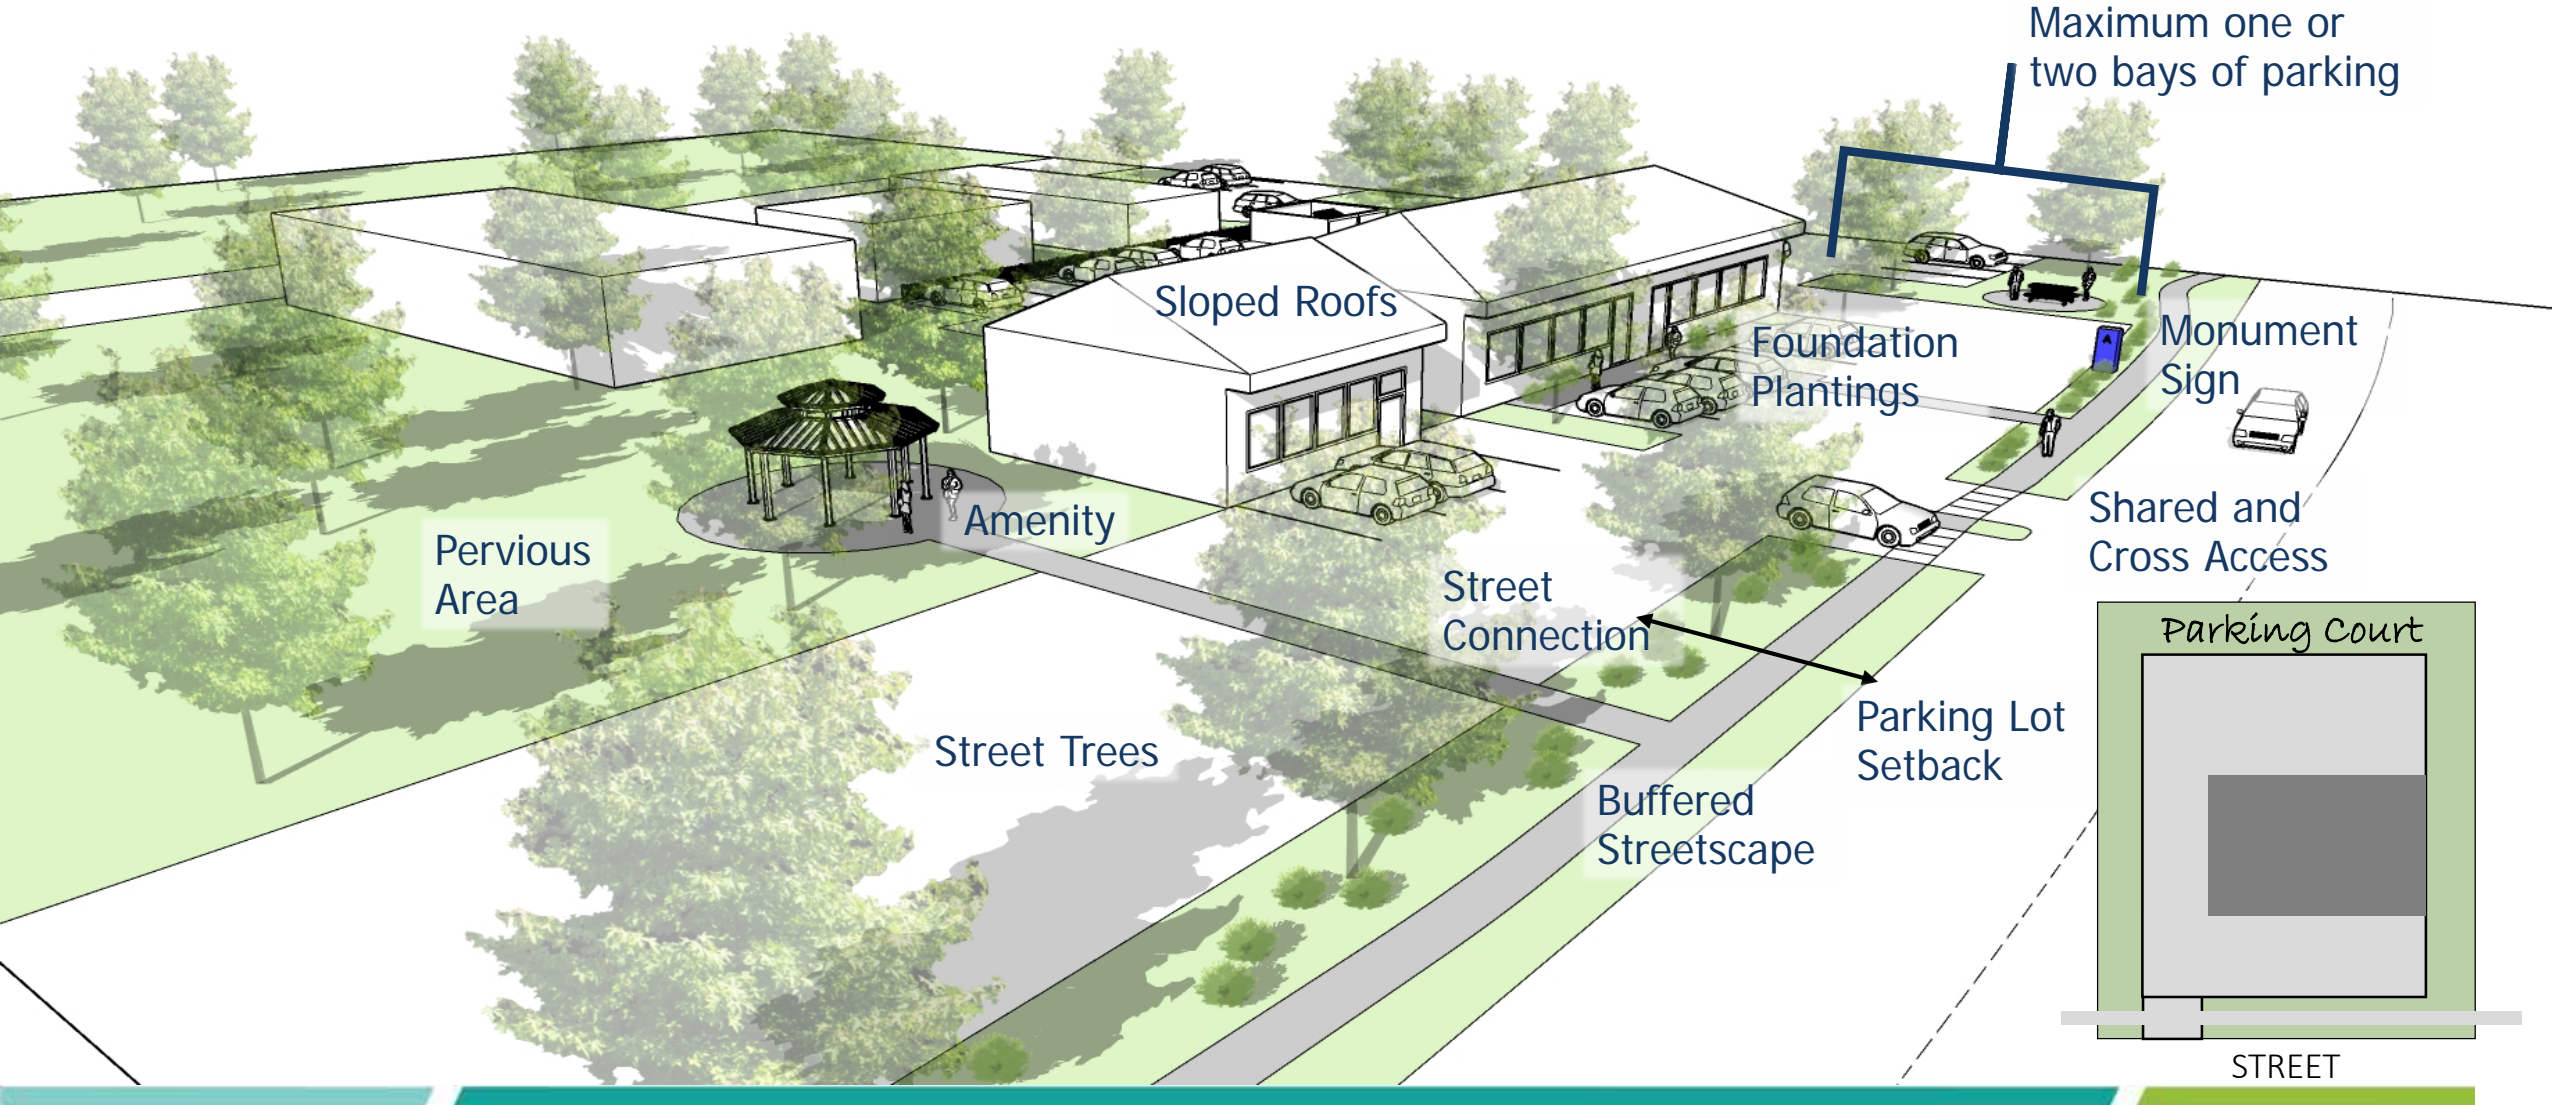 Maximum one or
two bays of parking
Sloped Roofs
Foundation
Plantings
Monument
Sign
A
Amenity
Pervious
Area
Shared and
Cross Access
Street
Connection
Parking Lot
Setback
Street Trees
Buffered
Streetscape
Parking Court
STREET